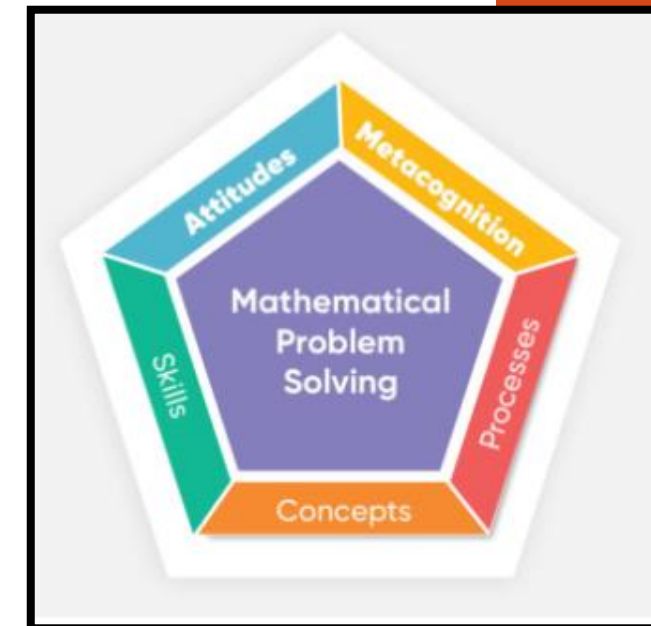 Attitudes
Metacognition
Mathematical
Problem
Solving
Skills
Processes
Concepts